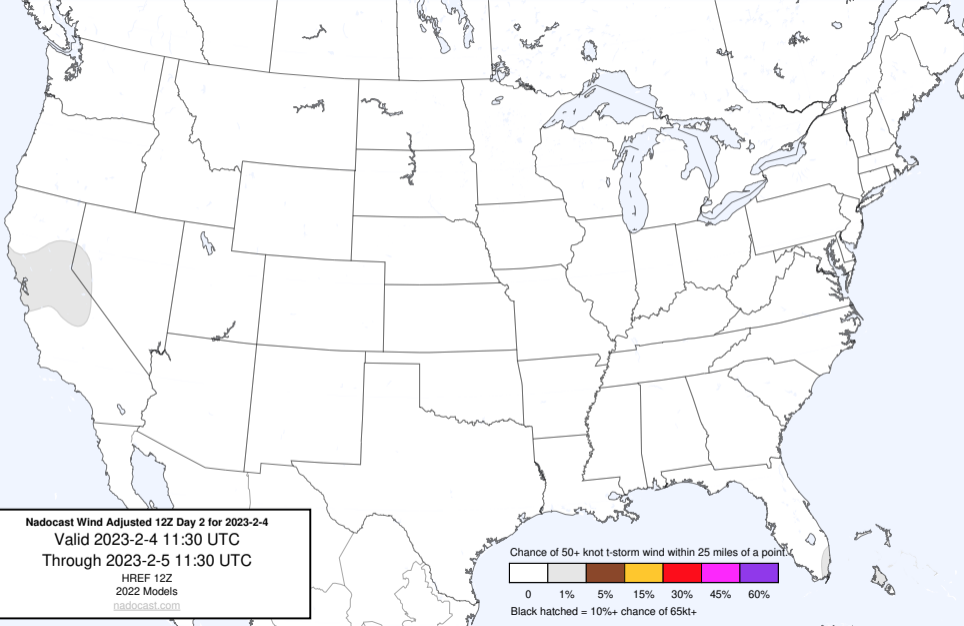 Nadocast Wind Adjusted 12Z Day 2 for 2023-2-4
Valid 2023-2-4 11:30 UTC
Through 2023-2-5 11:30 UTC
HREF 12Z
2022 Models
nadocast.com
Chance of 50+ knot t-storm wind within 25 miles of a point.
0 1% 5% 15% 30% 45% 60%
Black hatched = 10%+ chance of 65kt+